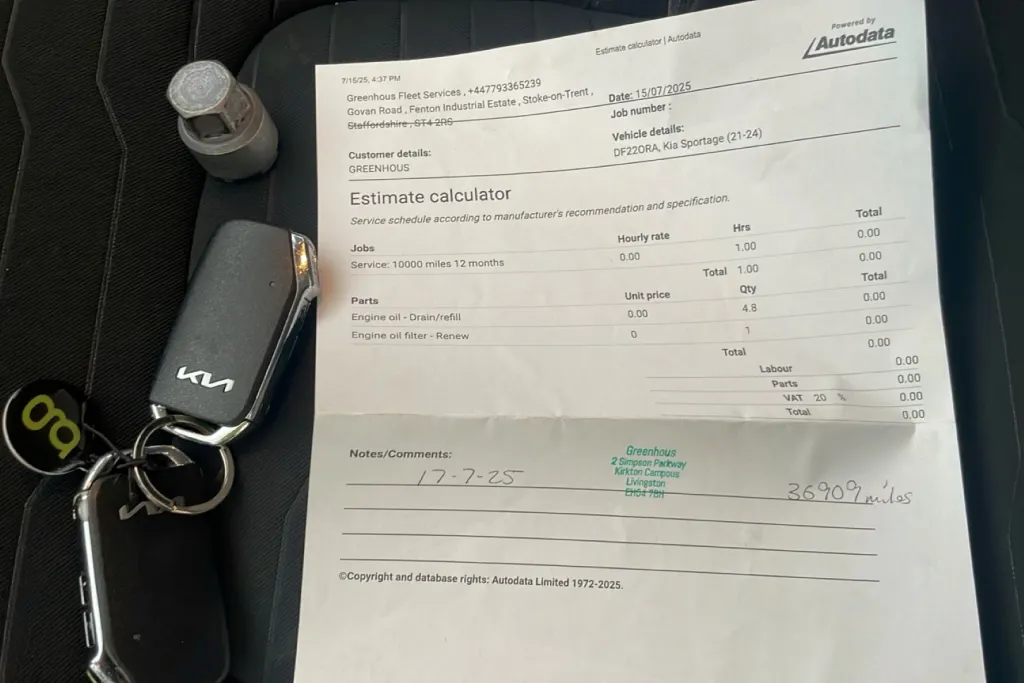 Powered by
Autodata
Estimate calculator | Autodata
7/15/25, 4:37 PM
Greenhous Fleet Services , +447793365239
Govan Road , Fenton Industrial Estate , Stoke-on-Trent ,
Staffordshire , ST4 2RS
Date: 15/07/2025
Job number :
Customer details:
GREENHOUS
Vehicle details:
DF22ORA, Kia Sportage (21-24)
Estimate calculator
Service schedule according to manufacturer's recommendation and specification.
Jobs Hourly rate Hrs Total
Service: 10000 miles 12 months 0.00 1.00 0.00
Total 1.00 0.00
Parts Unit price Qty Total
Engine oil - Drain/refill 0.00 4.8 0.00
Engine oil filter - Renew 0 1 0.00
Total 0.00
Labour 0.00
Parts 0.00
VAT 20 % 0.00
Total 0.00
Notes/Comments:
17-7-25
Greenhous
2 Simpson Parkway
Kirkton Campous
Livingston
EH54 7BH
36909 miles
©Copyright and database rights: Autodata Limited 1972-2025.
KIA
KIA